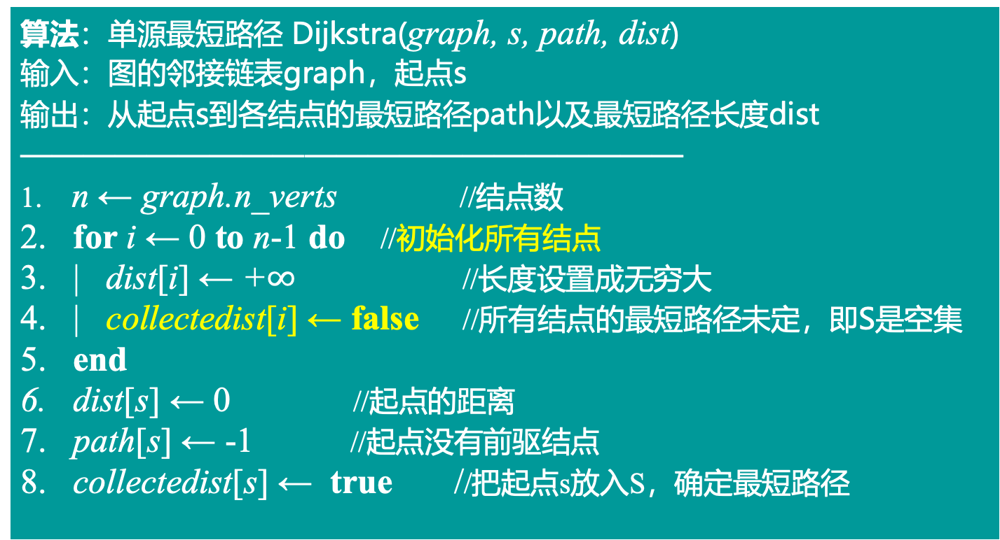 算法：单源最短路径 Dijkstra(graph, s, path, dist)
输入：图的邻接链表graph，起点s
输出：从起点s到各结点的最短路径path以及最短路径长度dist
1. n ← graph.n_verts //结点数
2. for i ← 0 to n-1 do //初始化所有结点
3. | dist[i] ← +∞ //长度设置成无穷大
4. | collectedist[i] ← false //所有结点的最短路径未定，即S是空集
5. end
6. dist[s] ← 0 //起点的距离
7. path[s] ← -1 //起点没有前驱结点
8. collectedist[s] ← true //把起点s放入S，确定最短路径